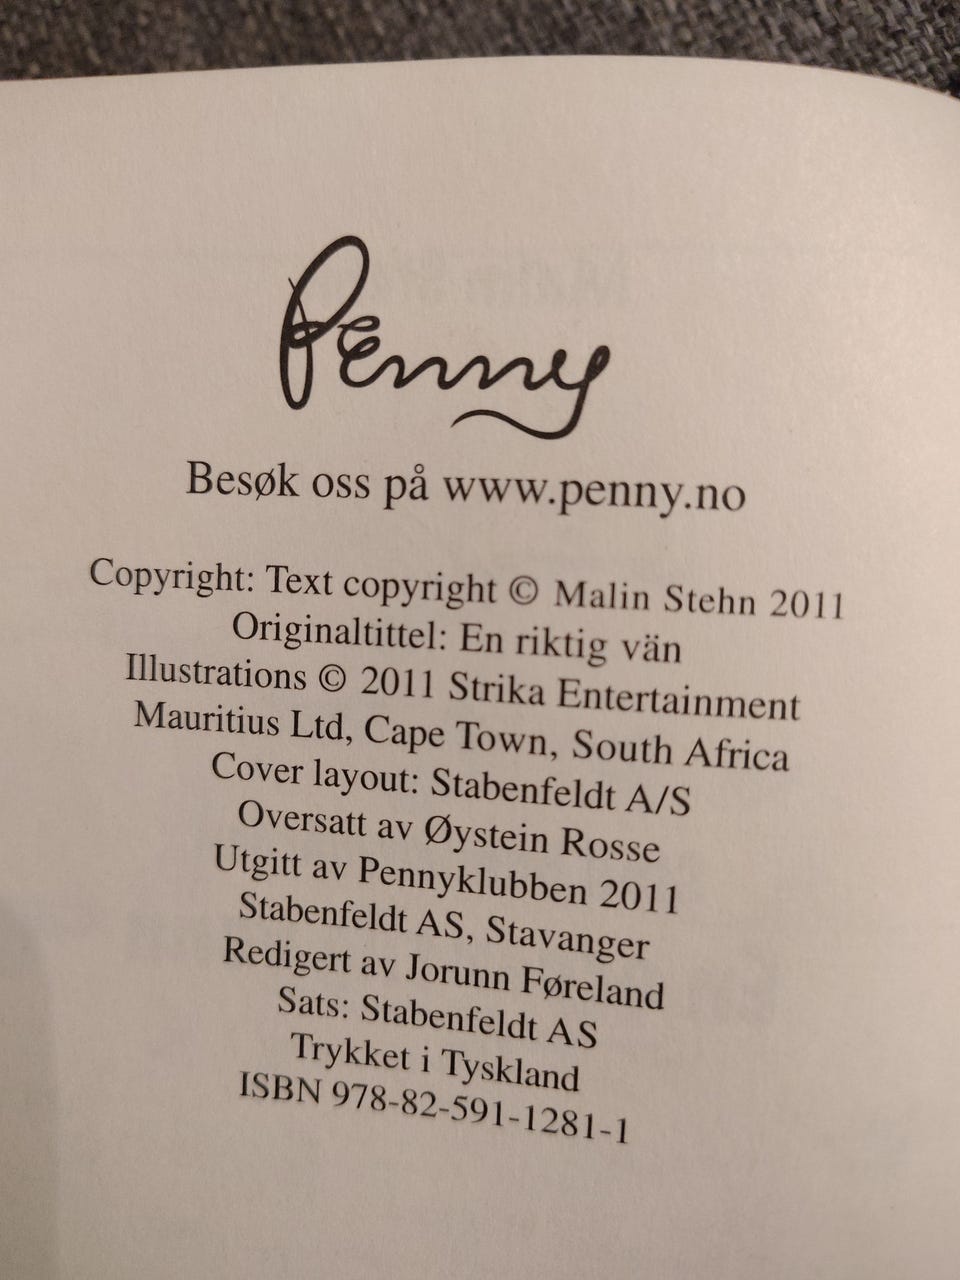 Penny
Besøk oss på www.penny.no
Copyright: Text copyright © Malin Stehn 2011
Originaltittel: En riktig vän
Illustrations © 2011 Strika Entertainment
Mauritius Ltd, Cape Town, South Africa
Cover layout: Stabenfeldt A/S
Oversatt av Øystein Rosse
Utgitt av Pennyklubben 2011
Stabenfeldt AS, Stavanger
Redigert av Jorunn Føreland
Sats: Stabenfeldt AS
Trykket i Tyskland
ISBN 978-82-591-1281-1